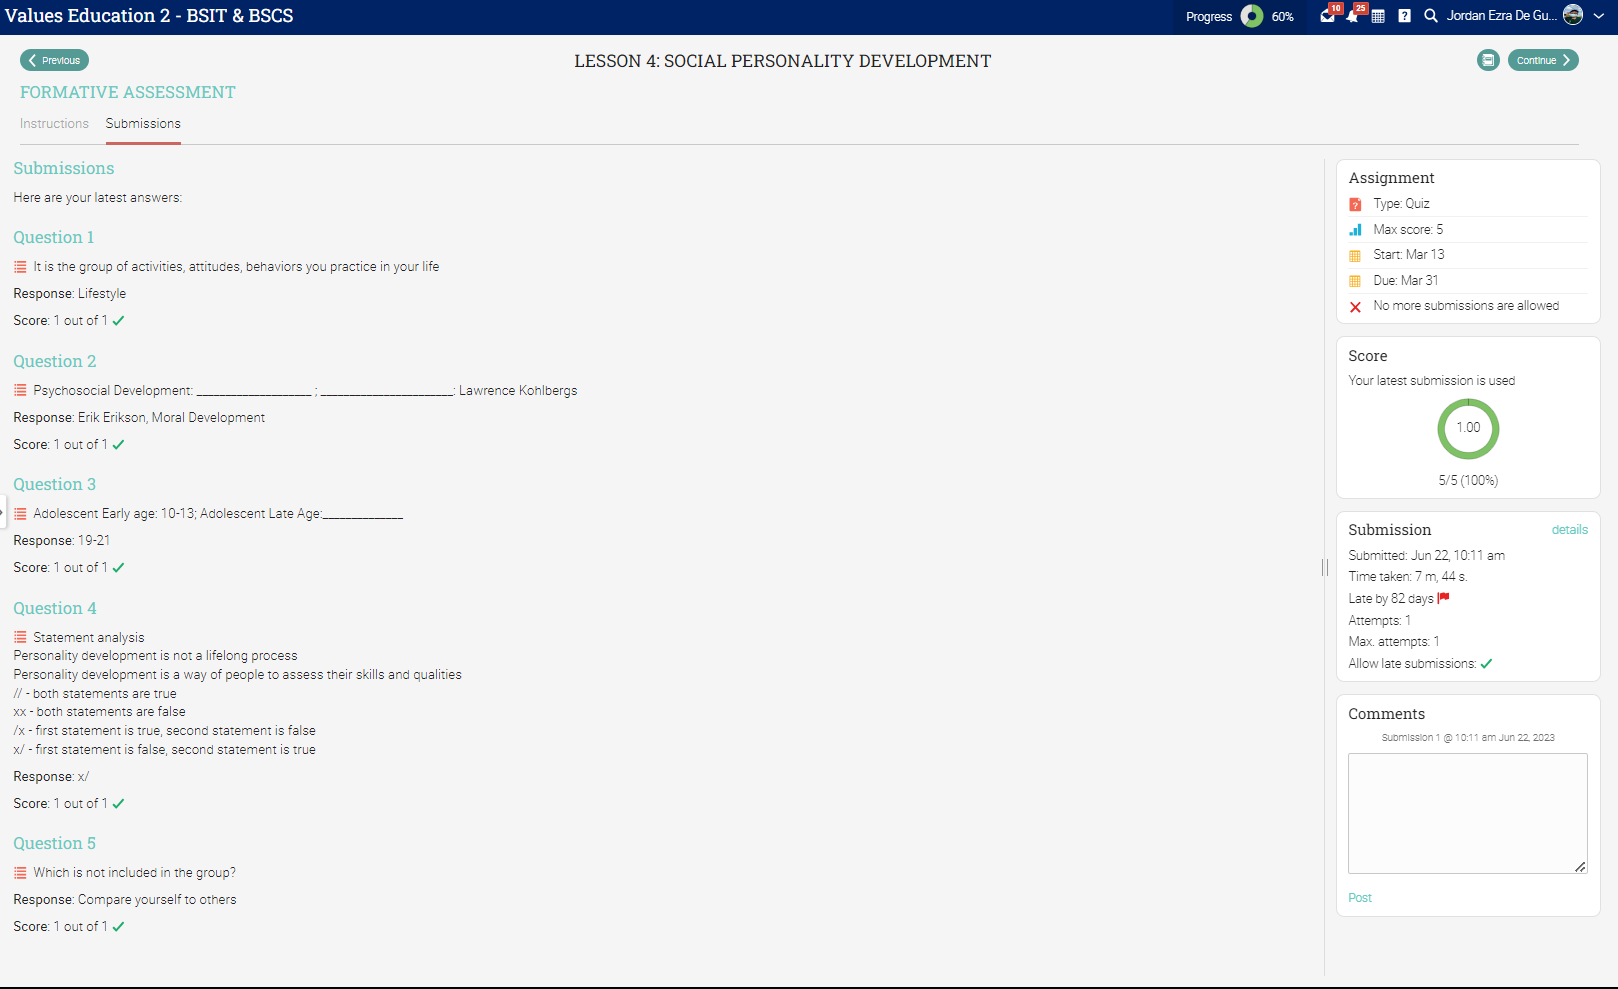 Values Education 2 - BSIT & BSCS
Progress 60% 10 25 Jordan Ezra De Gu...
Previous
LESSON 4: SOCIAL PERSONALITY DEVELOPMENT
Continue
FORMATIVE ASSESSMENT
Instructions Submissions
Submissions
Here are your latest answers:
Question 1
It is the group of activities, attitudes, behaviors you practice in your life
Response: Lifestyle
Score: 1 out of 1
Question 2
Psychosocial Development: ___________________ ; ______________________: Lawrence Kohlbergs
Response: Erik Erikson, Moral Development
Score: 1 out of 1
Question 3
Adolescent Early age: 10-13; Adolescent Late Age:_____________
Response: 19-21
Score: 1 out of 1
Question 4
Statement analysis
Personality development is not a lifelong process
Personality development is a way of people to assess their skills and qualities
// - both statements are true
xx - both statements are false
/x - first statement is true, second statement is false
x/ - first statement is false, second statement is true
Response: x/
Score: 1 out of 1
Question 5
Which is not included in the group?
Response: Compare yourself to others
Score: 1 out of 1
Assignment
Type: Quiz
Max score: 5
Start: Mar 13
Due: Mar 31
No more submissions are allowed
Score
Your latest submission is used
1.00
5/5 (100%)
Submission details
Submitted: Jun 22, 10:11 am
Time taken: 7 m, 44 s.
Late by 82 days
Attempts: 1
Max. attempts: 1
Allow late submissions:
Comments
Submission 1 @ 10:11 am Jun 22, 2023
Post